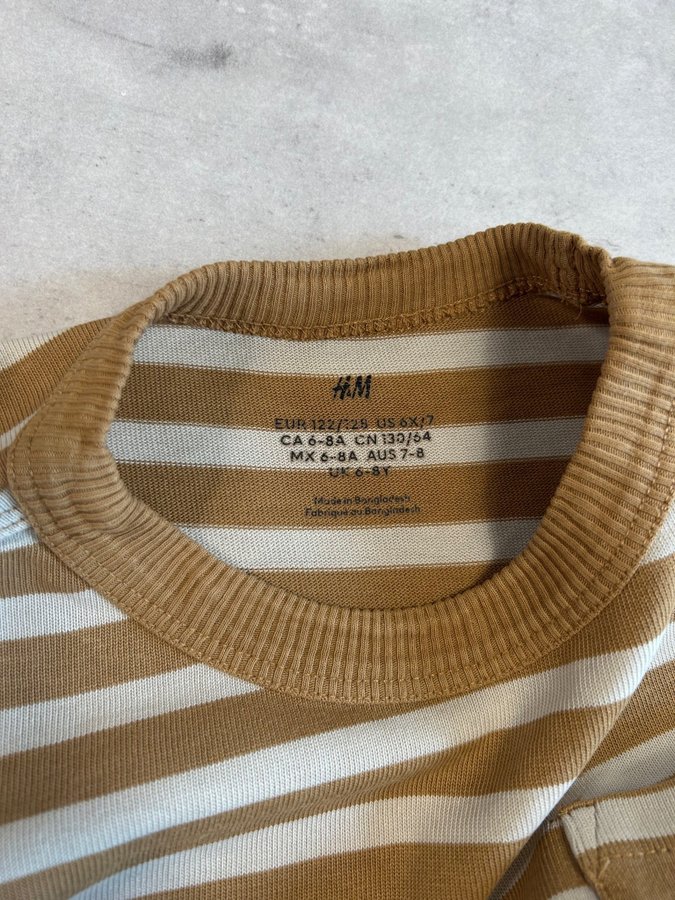 H&M
EUR 122/128 US 6X/7
CA 6-8A CN 130/64
MX 6-8A AUS 7-8
UK 6-8Y
Made in Bangladesh
Fabriqué au Bangladesh